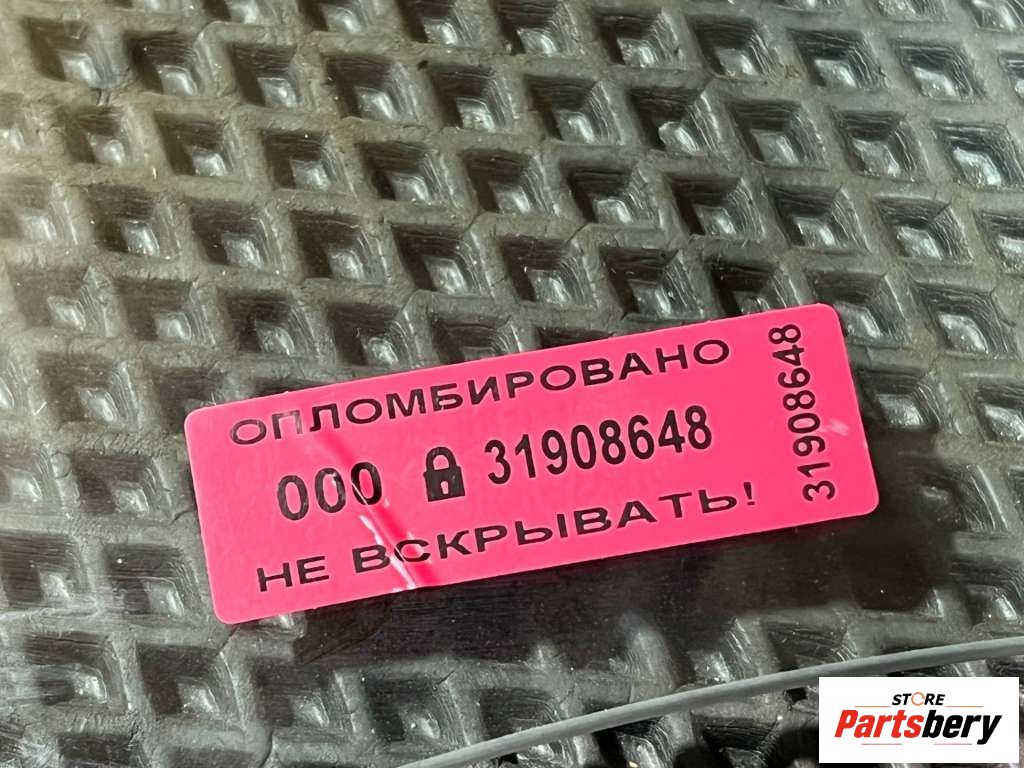 ОПЛОМБИРОВАНО
000 31908648
НЕ ВСКРЫВАТЬ!
31908648
STORE
Partsbery